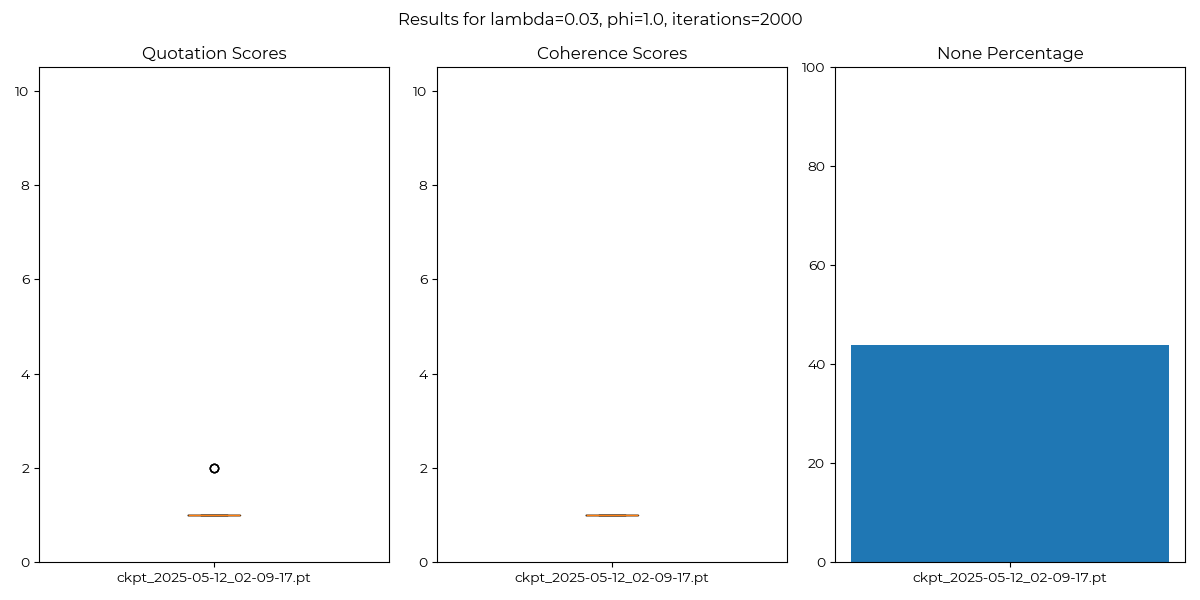 Results for lambda=0.03, phi=1.0, iterations=2000
Quotation Scores
10
8
6
4
2
0
ckpt_2025-05-12_02-09-17.pt
Coherence Scores
10
8
6
4
2
0
ckpt_2025-05-12_02-09-17.pt
None Percentage
100
80
60
40
20
0
ckpt_2025-05-12_02-09-17.pt